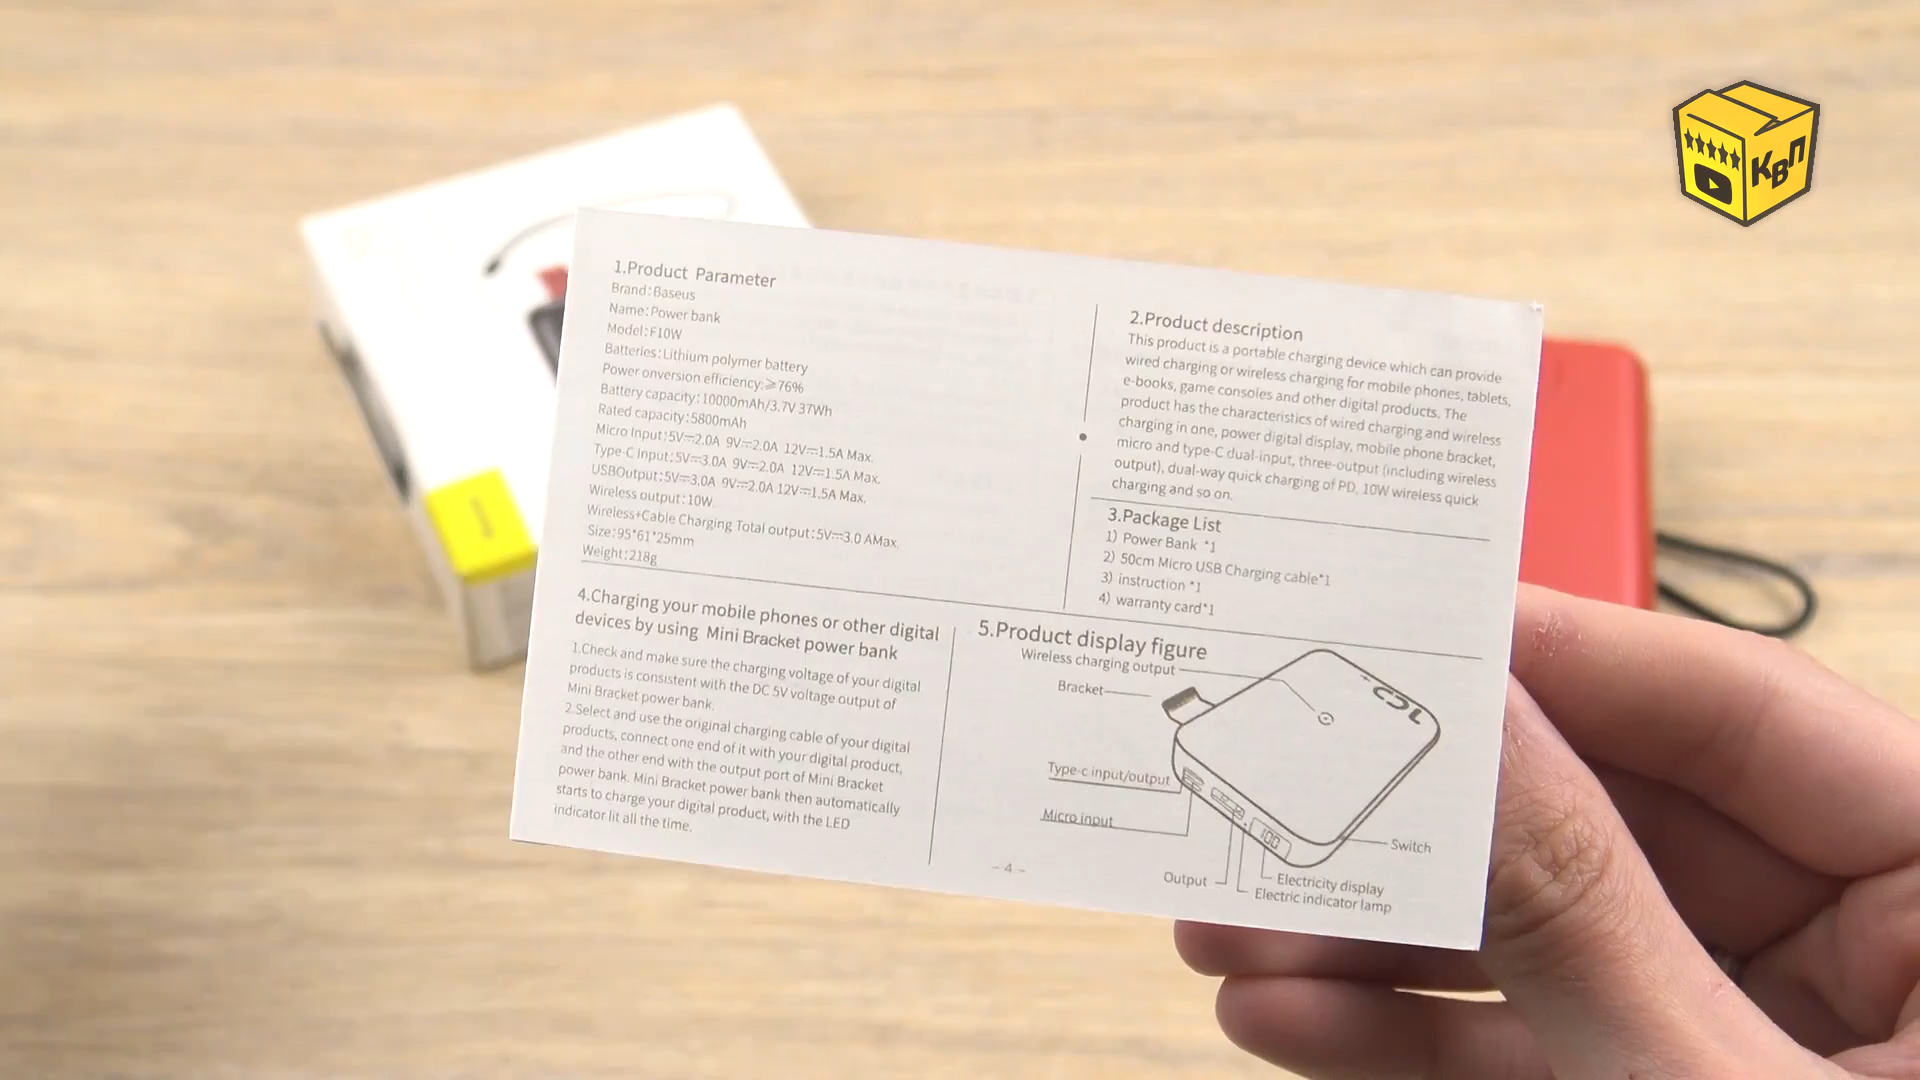 КВП
1.Product Parameter
Brand:Baseus
Name:Power bank
Model:F10W
Batteries:Lithium polymer battery
Power onversion efficiency:≥76%
Battery capacity:10000mAh/3.7V 37Wh
Rated capacity:5800mAh
Micro Input:5V⎓2.0A 9V⎓2.0A 12V⎓1.5A Max.
Type-C Input:5V⎓3.0A 9V⎓2.0A 12V⎓1.5A Max.
USBOutput:5V⎓3.0A 9V⎓2.0A 12V⎓1.5A Max.
Wireless output:10W.
Wireless+Cable Charging Total output:5V⎓3.0 AMax.
Size:95*61*25mm
Weight:218g
2.Product description
This product is a portable charging device which can provide
wired charging or wireless charging for mobile phones, tablets,
e-books, game consoles and other digital products. The
product has the characteristics of wired charging and wireless
charging in one, power digital display, mobile phone bracket,
micro and type-C dual-input, three-output (including wireless
output), dual-way quick charging of PD, 10W wireless quick
charging and so on.
3.Package List
1) Power Bank *1
2) 50cm Micro USB Charging cable*1
3) instruction *1
4) warranty card*1
4.Charging your mobile phones or other digital
devices by using Mini Bracket power bank
1.Check and make sure the charging voltage of your digital
products is consistent with the DC 5V voltage output of
Mini Bracket power bank.
2.Select and use the original charging cable of your digital
products, connect one end of it with your digital product,
and the other end with the output port of Mini Bracket
power bank. Mini Bracket power bank then automatically
starts to charge your digital product, with the LED
indicator lit all the time.
5.Product display figure
Wireless charging output
Bracket
Type-c input/output
Micro input
100
Switch
Output
Electricity display
Electric indicator lamp
- 4 -